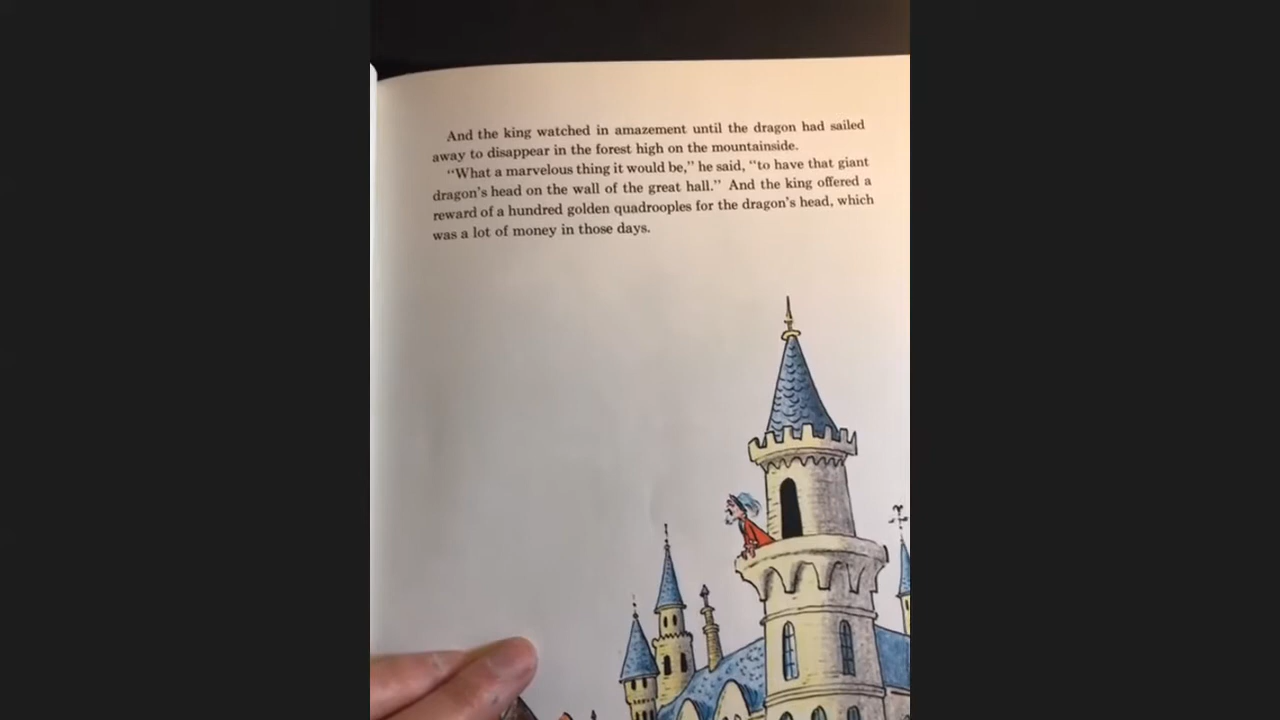 And the king watched in amazement until the dragon had sailed
away to disappear in the forest high on the mountainside.
“What a marvelous thing it would be,” he said, “to have that giant
dragon’s head on the wall of the great hall.” And the king offered a
reward of a hundred golden quadrooples for the dragon’s head, which
was a lot of money in those days.